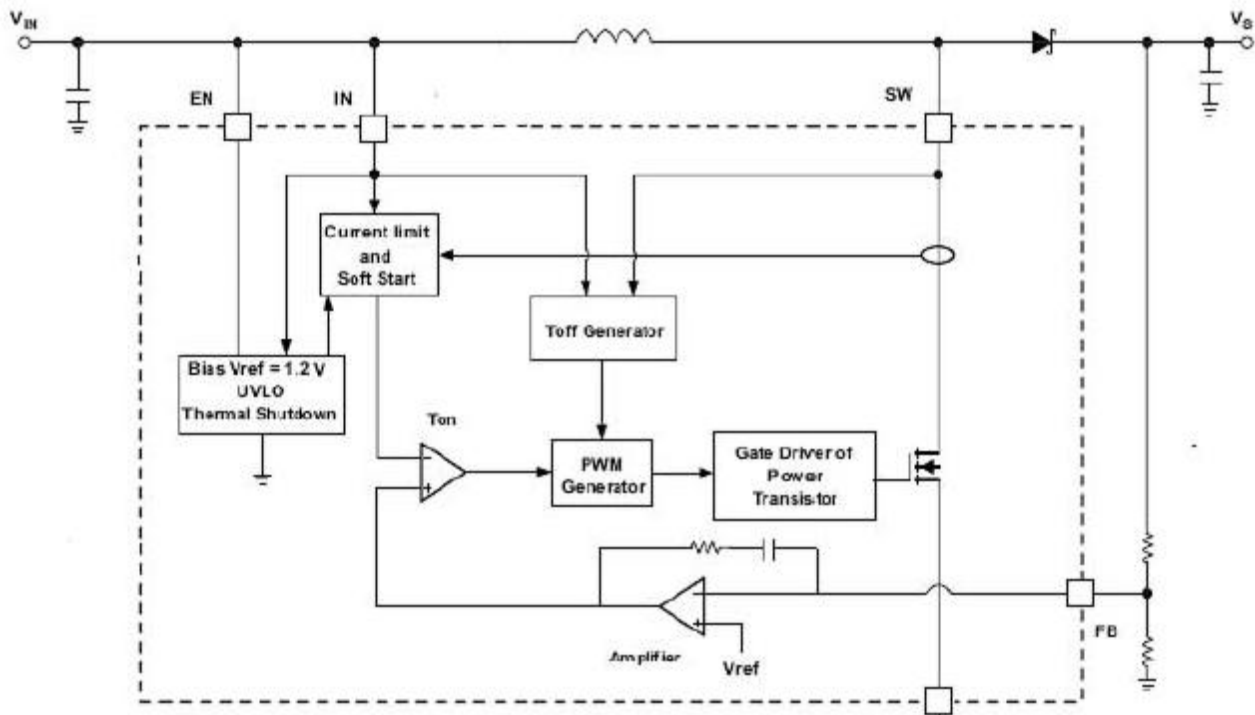 VIN
VS
EN
IN
SW
Current limit
and
Soft Start
Toff Generator
Bias Vref = 1.2 V
UVLO
Thermal Shutdown
Ton
PWM
Generator
Gate Driver of
Power
Transistor
FB
Amplifier
Vref